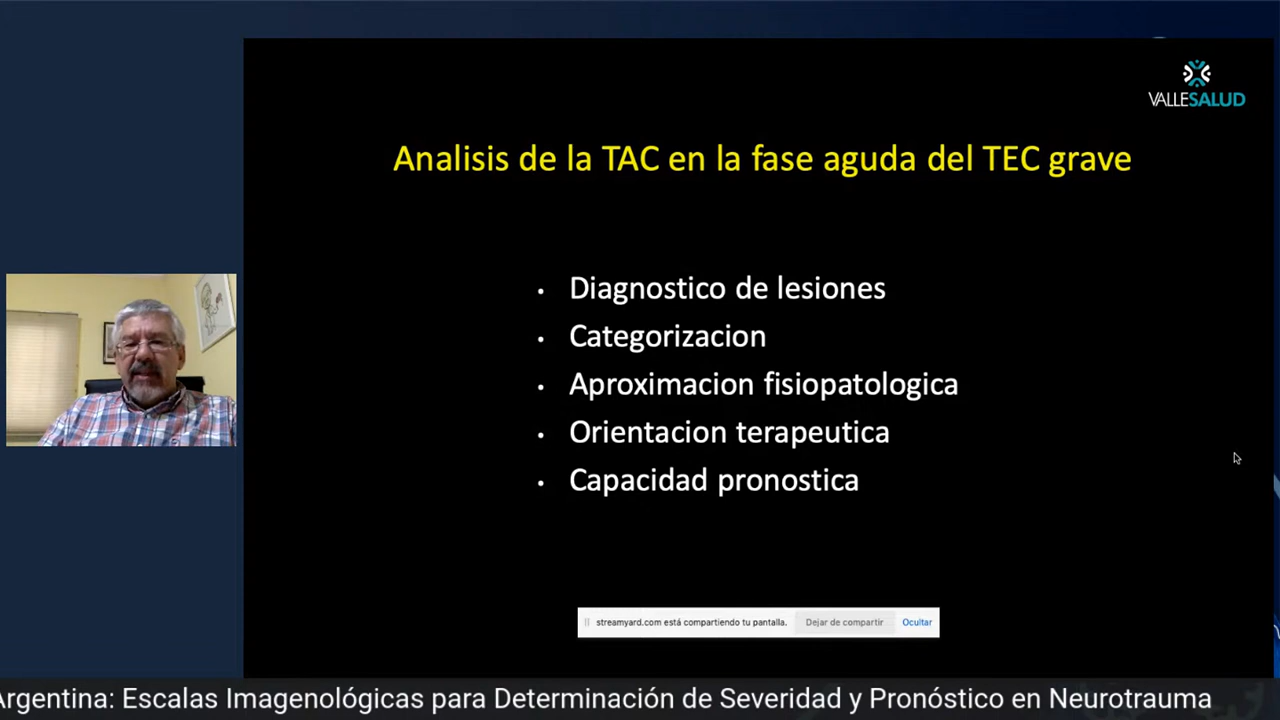 VALLESALUD
Analisis de la TAC en la fase aguda del TEC grave
• Diagnostico de lesiones
• Categorizacion
• Aproximacion fisiopatologica
• Orientacion terapeutica
• Capacidad pronostica
streamyard.com está compartiendo tu pantalla. Dejar de compartir Ocultar
Argentina: Escalas Imagenológicas para Determinación de Severidad y Pronóstico en Neurotrauma